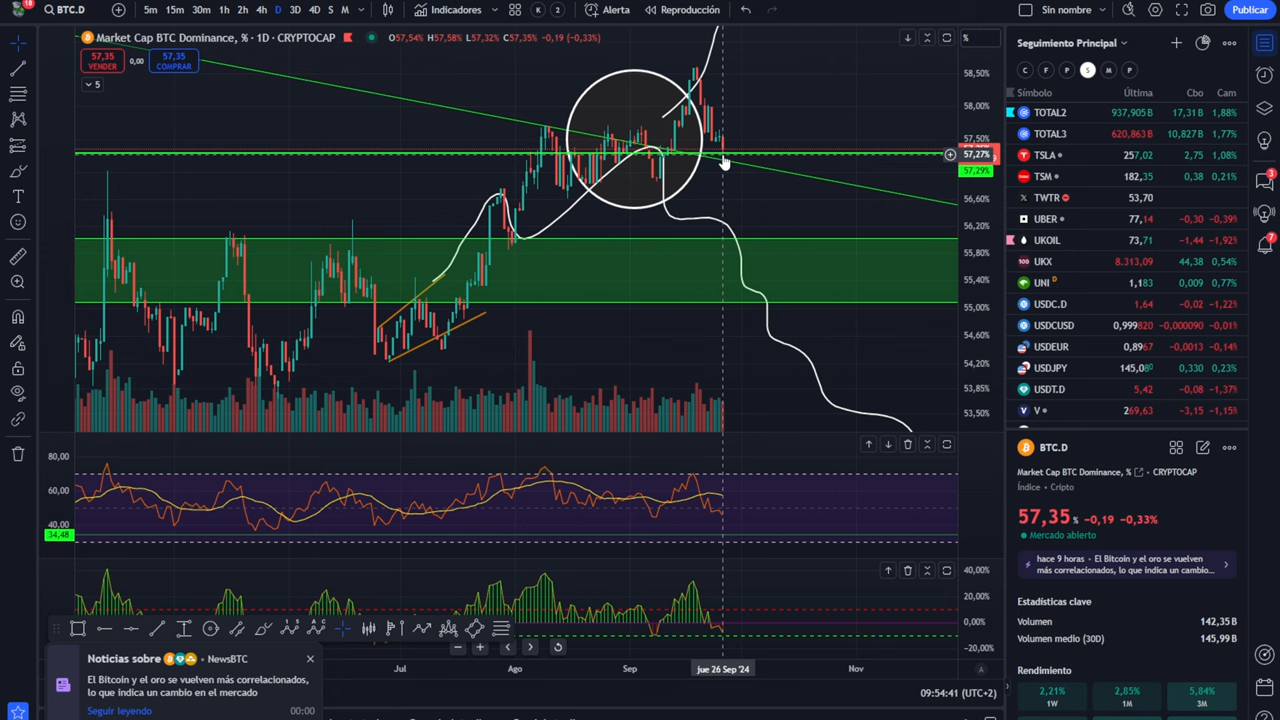 18
BTC.D
5m 15m 30m 1h 2h 4h D 3D 4D S M
Indicadores
K 2
Alerta
Reproducción
Sin nombre
Publicar
Market Cap BTC Dominance, % · 1D · CRYPTOCAP
O57,54% H57,58% L57,32% C57,35% -0,19 (-0,33%)
57,35
VENDER
0,00
57,35
COMPRAR
5
%
58,50%
58,00%
57,50%
57,27%
57,29%
56,60%
56,20%
55,80%
55,40%
55,00%
54,60%
54,20%
53,85%
53,50%
80,00
60,00
40,00
34,48
40,00%
20,00%
0,00%
-20,00%
Jul
Ago
Sep
jue 26 Sep '24
Nov
A
09:54:41 (UTC+2)
Noticias sobre
• NewsBTC
El Bitcoin y el oro se vuelven más correlacionados,
lo que indica un cambio en el mercado
Seguir leyendo
00:00
Seguimiento Principal
C F P S M P
Símbolo Última Cbo Cam
TOTAL2 937,905B 17,31B 1,88%
TOTAL3 620,863B 10,827B 1,77%
TSLA 257,02 2,75 1,08%
TSM 182,35 0,38 0,21%
TWTR 53,70
UBER 77,14 -0,30 -0,39%
UKOIL 73,71 -1,44 -1,92%
UKX 8.313,09 44,38 0,54%
UNI D 1,183 0,009 0,77%
USDC.D 1,64 -0,02 -1,22%
USDCUSD 0,999820 -0,000090 -0,01%
USDEUR 0,8967 -0,0013 -0,14%
USDJPY 145,08⁰ 0,330 0,23%
USDT.D 5,42 -0,08 -1,37%
V 269,63 -3,15 -1,15%
BTC.D
Market Cap BTC Dominance, % • CRYPTOCAP
Índice • Cripto
57,35 % -0,19 -0,33%
Mercado abierto
hace 9 horas • El Bitcoin y el oro se vuelven
más correlacionados, lo que indica un cambio...
Estadísticas clave
Volumen 142,35 B
Volumen medio (30D) 145,99 B
Rendimiento
2,21%
1W
2,85%
1M
5,84%
3M
3
7